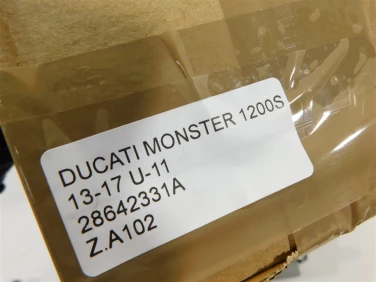 DUCATI MONSTER 1200S
13-17 U-11
28642331A
Z.A102